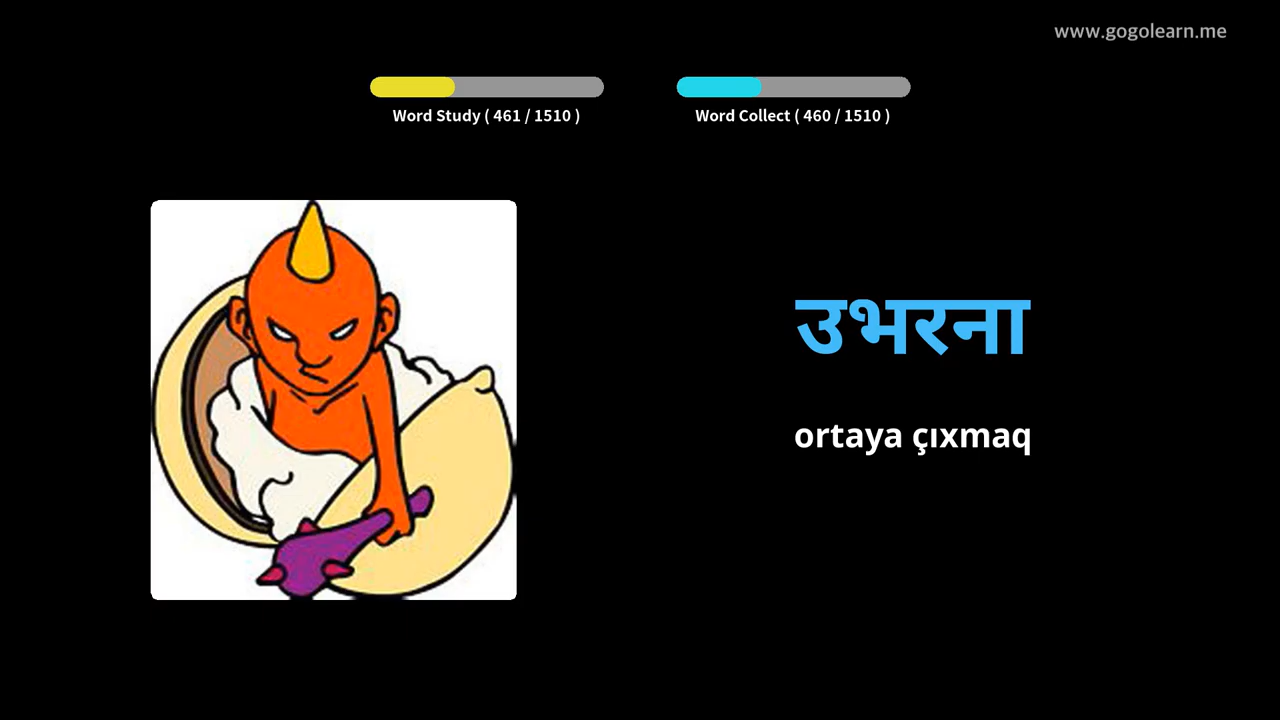 www.gogolearn.me
Word Study ( 461 / 1510 )
Word Collect ( 460 / 1510 )
उभरना
ortaya çıxmaq